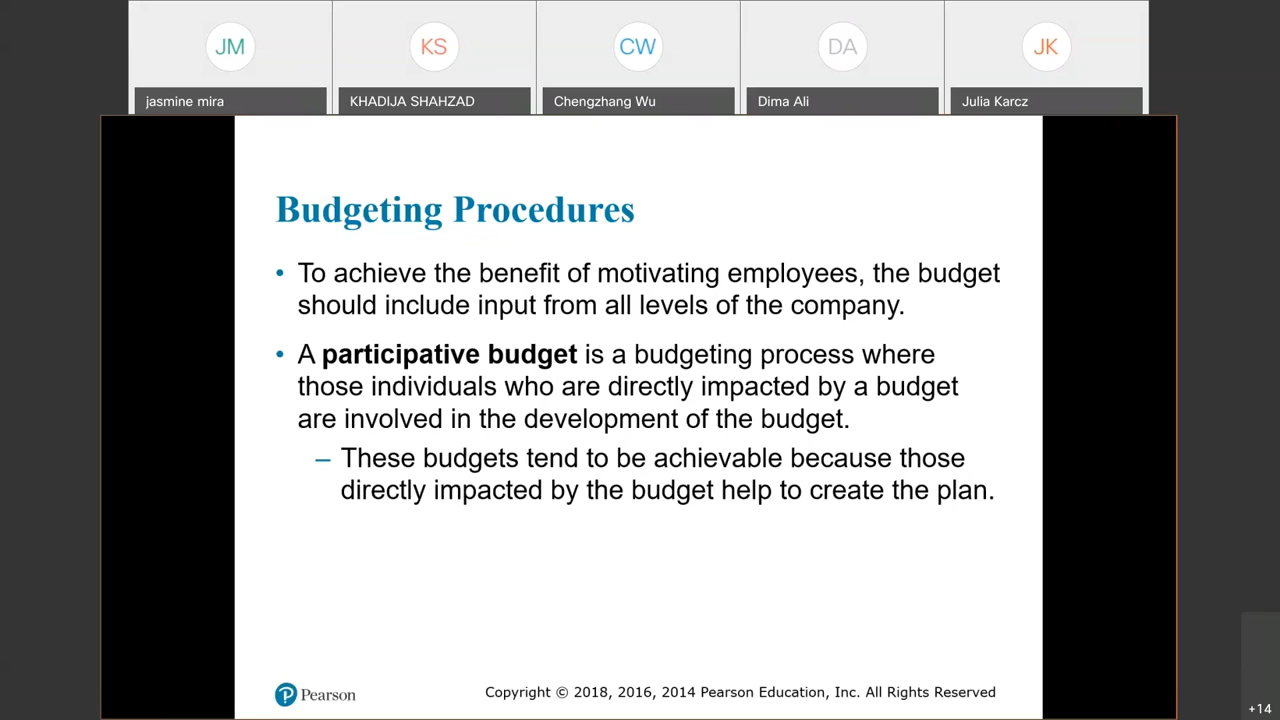 JM
KS
CW
DA
JK
jasmine mira
KHADIJA SHAHZAD
Chengzhang Wu
Dima Ali
Julia Karcz
Budgeting Procedures
• To achieve the benefit of motivating employees, the budget
should include input from all levels of the company.
• A participative budget is a budgeting process where
those individuals who are directly impacted by a budget
are involved in the development of the budget.
– These budgets tend to be achievable because those
directly impacted by the budget help to create the plan.
P Pearson
Copyright © 2018, 2016, 2014 Pearson Education, Inc. All Rights Reserved
+14